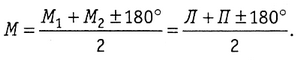 M = (M₁ + M₂ ± 180°)/2 = (Л + П ± 180°)/2.